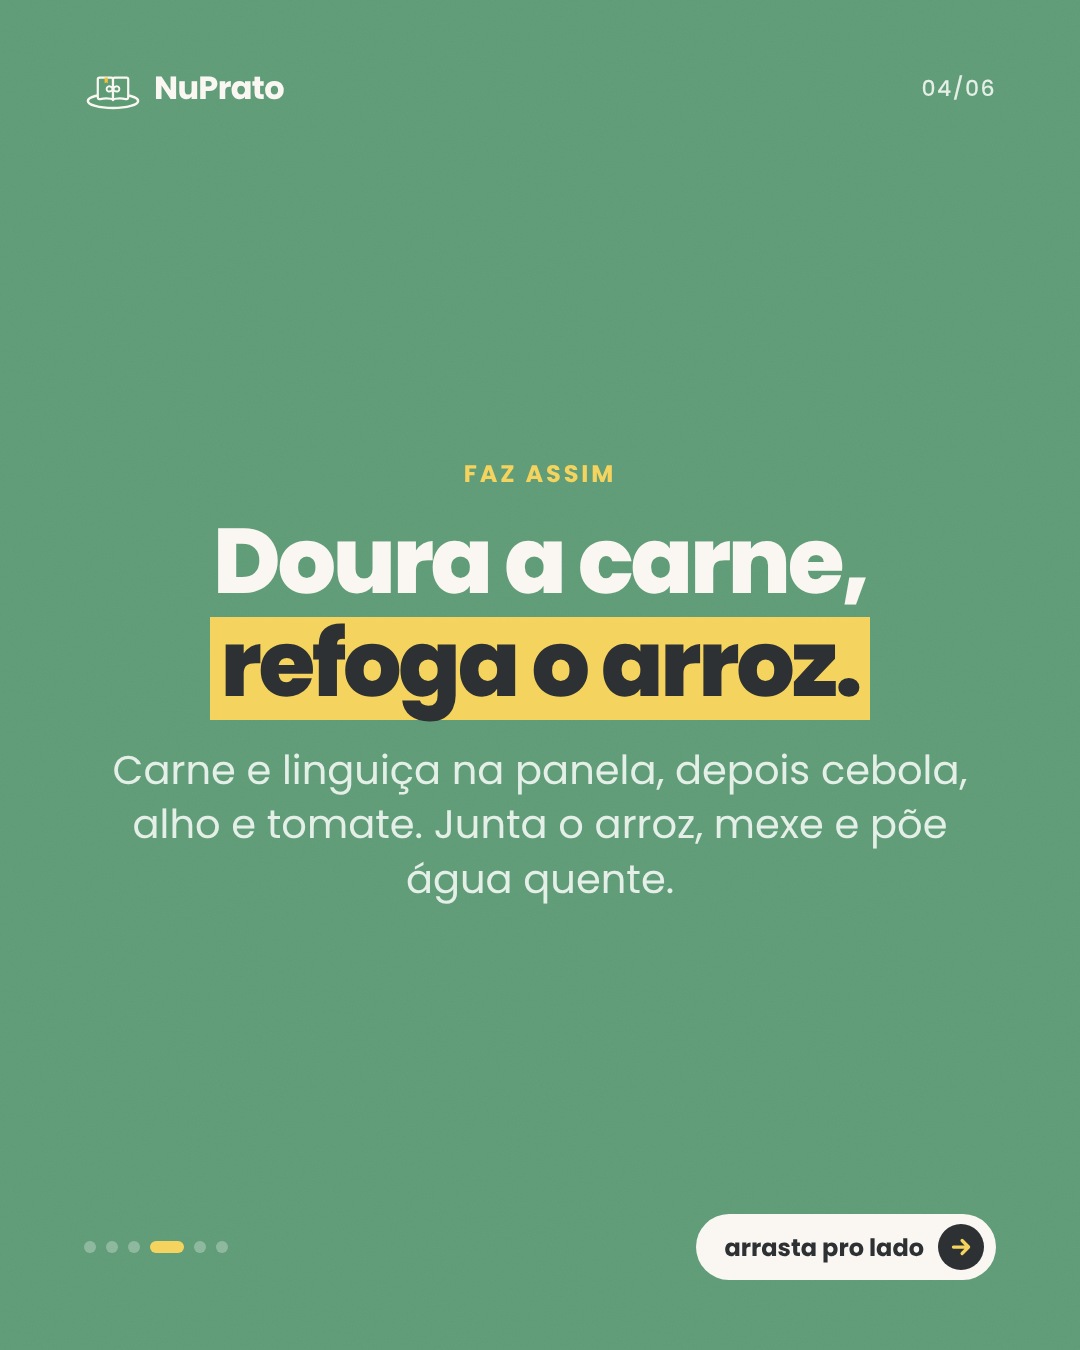 NuPrato
04/06
FAZ ASSIM
Doura a carne,
refoga o arroz.
Carne e linguiça na panela, depois cebola,
alho e tomate. Junta o arroz, mexe e põe
água quente.
arrasta pro lado